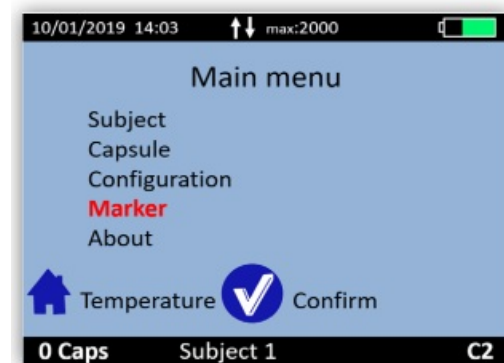 10/01/2019 14:03 max:2000
Main menu
Subject
Capsule
Configuration
Marker
About
Temperature Confirm
0 Caps Subject 1 C2